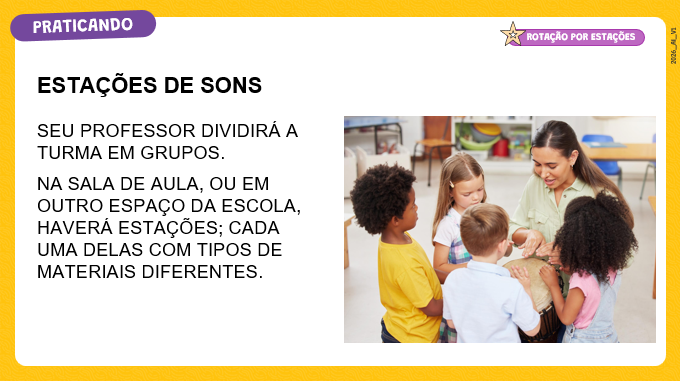 PRATICANDO
ROTAÇÃO POR ESTAÇÕES
2026_AI_V1
ESTAÇÕES DE SONS
SEU PROFESSOR DIVIDIRÁ A
TURMA EM GRUPOS.
NA SALA DE AULA, OU EM
OUTRO ESPAÇO DA ESCOLA,
HAVERÁ ESTAÇÕES; CADA
UMA DELAS COM TIPOS DE
MATERIAIS DIFERENTES.